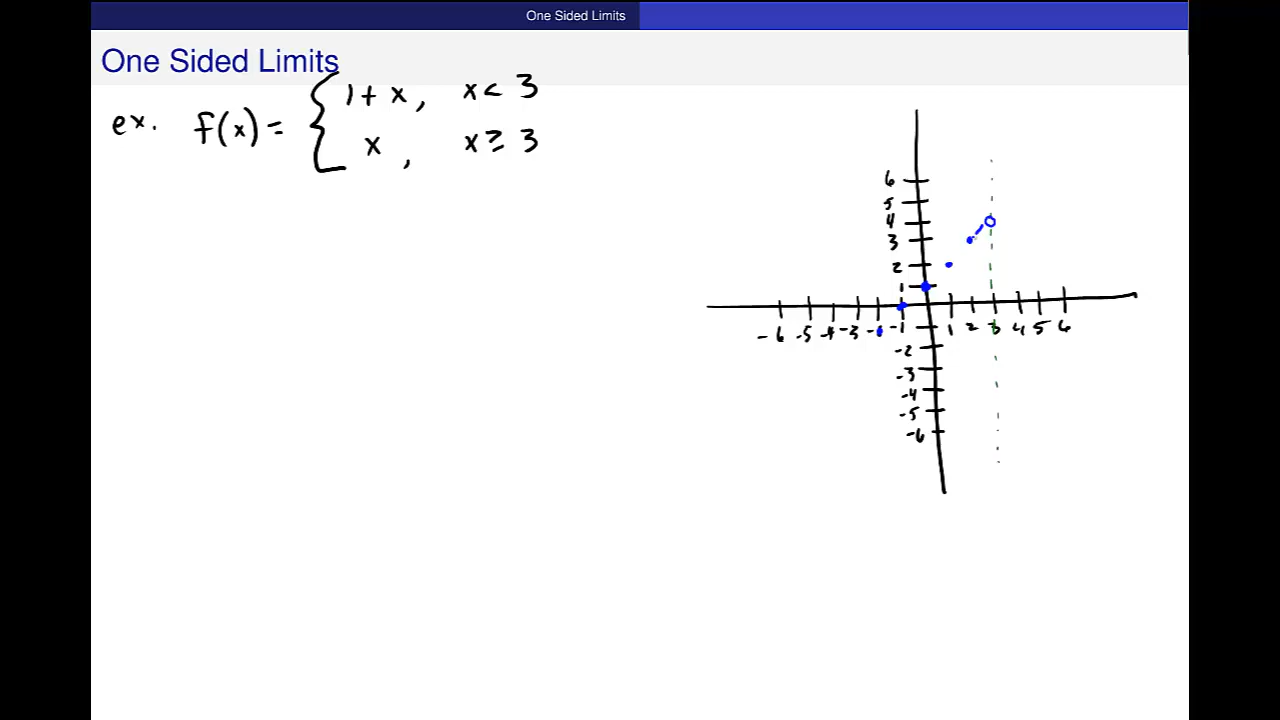 One Sided Limits
One Sided Limits
ex. f(x) = { 1 + x, x < 3
x, x ≥ 3
6
5
4
3
2
1
-6 -5 -4 -3 -1 1 2 3 4 5 6
-2
-3
-4
-5
-6